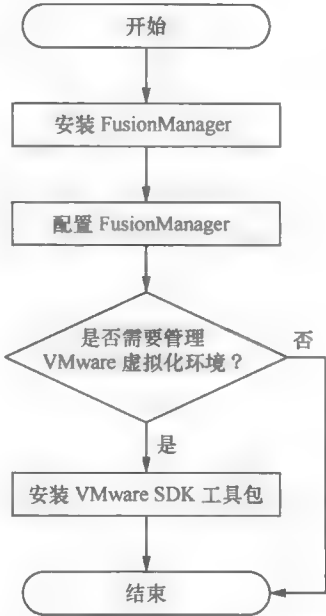 开始
安装 FusionManager
配置 FusionManager
是否需要管理
VMware 虚拟化环境？
否
是
安装 VMware SDK 工具包
结束